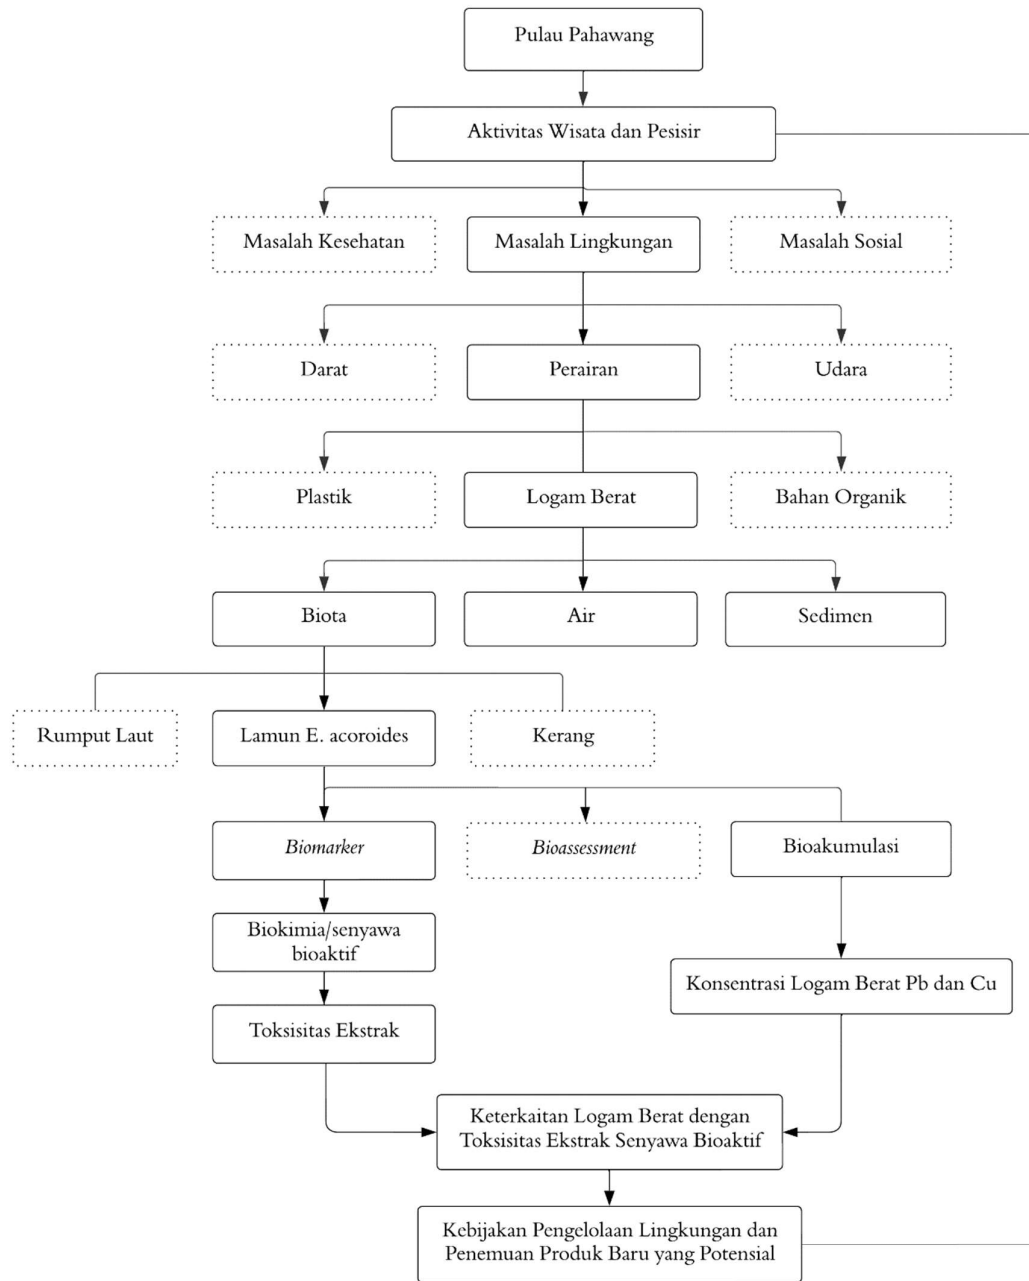 Pulau Pahawang
Aktivitas Wisata dan Pesisir
Masalah Kesehatan
Masalah Lingkungan
Masalah Sosial
Darat
Perairan
Udara
Plastik
Logam Berat
Bahan Organik
Biota
Air
Sedimen
Rumput Laut
Lamun E. acoroides
Kerang
Biomarker
Bioassessment
Bioakumulasi
Biokimia/senyawa
bioaktif
Konsentrasi Logam Berat Pb dan Cu
Toksisitas Ekstrak
Keterkaitan Logam Berat dengan
Toksisitas Ekstrak Senyawa Bioaktif
Kebijakan Pengelolaan Lingkungan dan
Penemuan Produk Baru yang Potensial